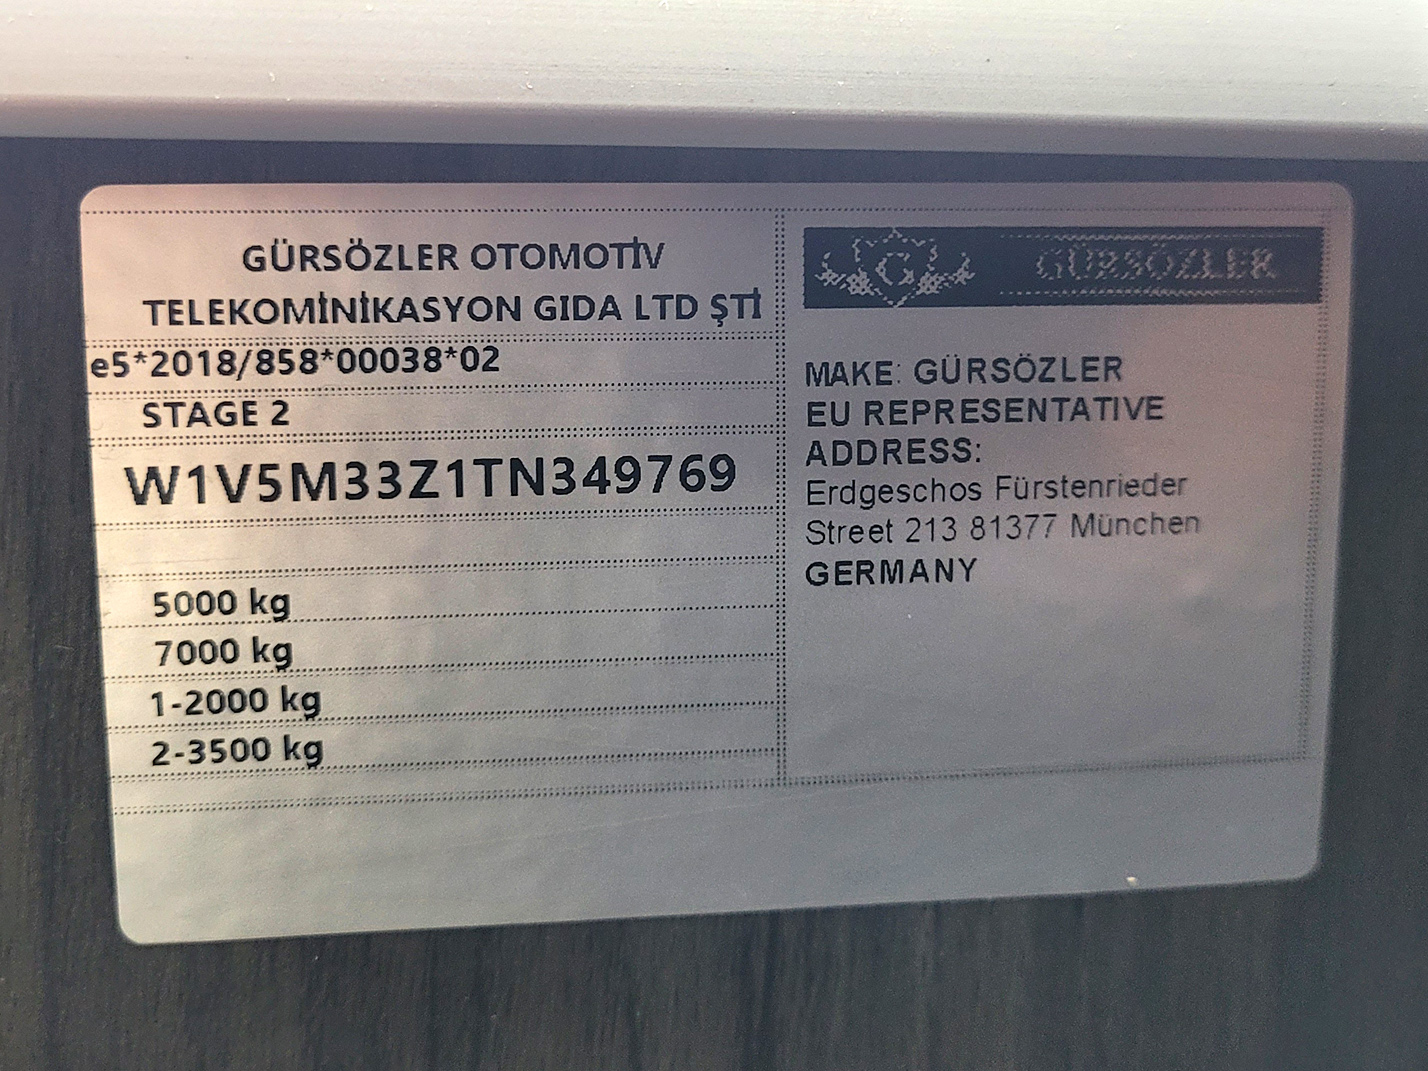 GÜRSÖZLER OTOMOTİV
TELEKOMİNİKASYON GIDA LTD ŞTİ
e5*2018/858*00038*02
STAGE 2
W1V5M33Z1TN349769
5000 kg
7000 kg
1-2000 kg
2-3500 kg
G GÜRSÖZLER
MAKE: GÜRSÖZLER
EU REPRESENTATIVE
ADDRESS:
Erdgeschos Fürstenrieder
Street 213 81377 München
GERMANY